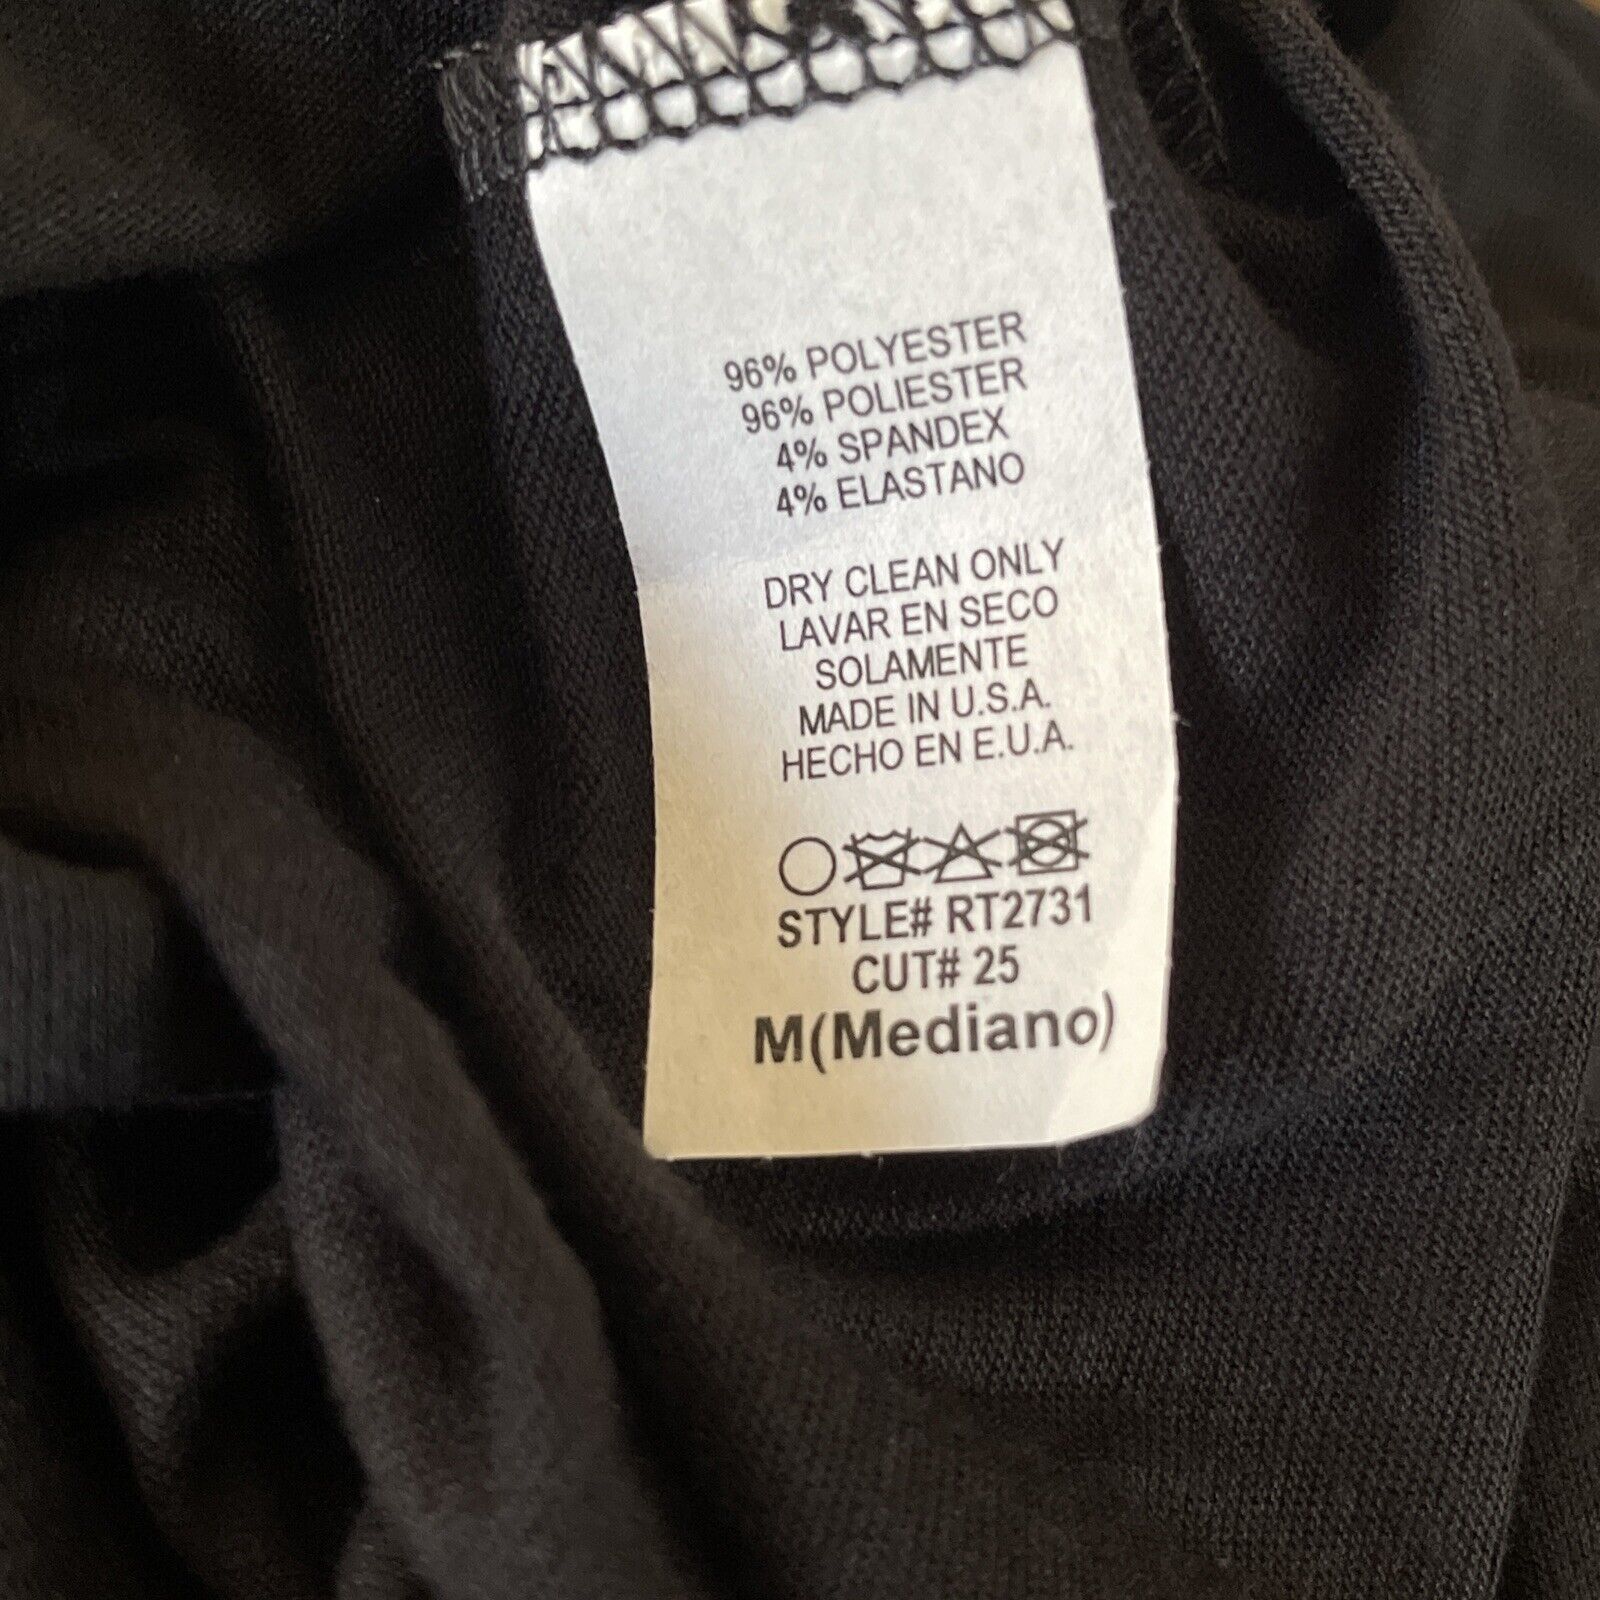 96% POLYESTER
96% POLIESTER
4% SPANDEX
4% ELASTANO
DRY CLEAN ONLY
LAVAR EN SECO
SOLAMENTE
MADE IN U.S.A.
HECHO EN E.U.A.
STYLE# RT2731
CUT# 25
M(Mediano)